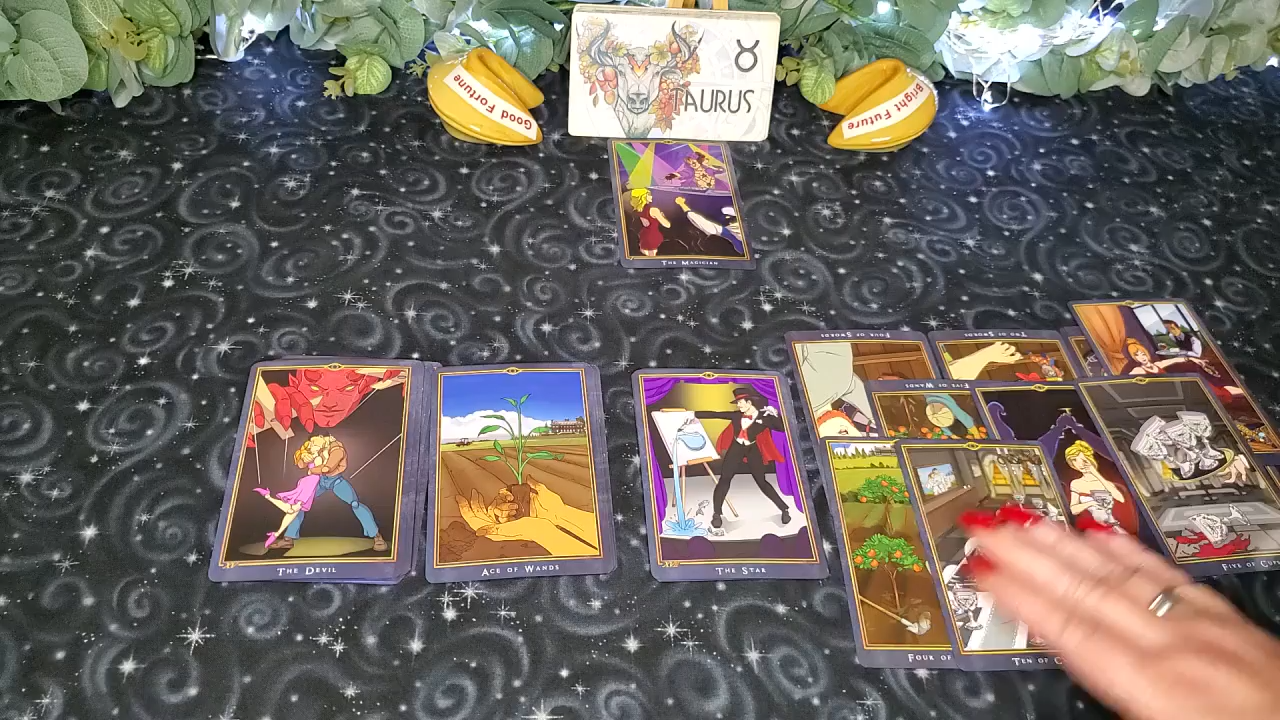 Good Fortune
TAURUS
Bright Future
THE MAGICIAN
FOUR OF SWORDS
TWO OF SWORDS
FIVE OF WANDS
THE DEVIL
ACE OF WANDS
THE STAR
FOUR OF
TEN OF C
FIVE OF CUP